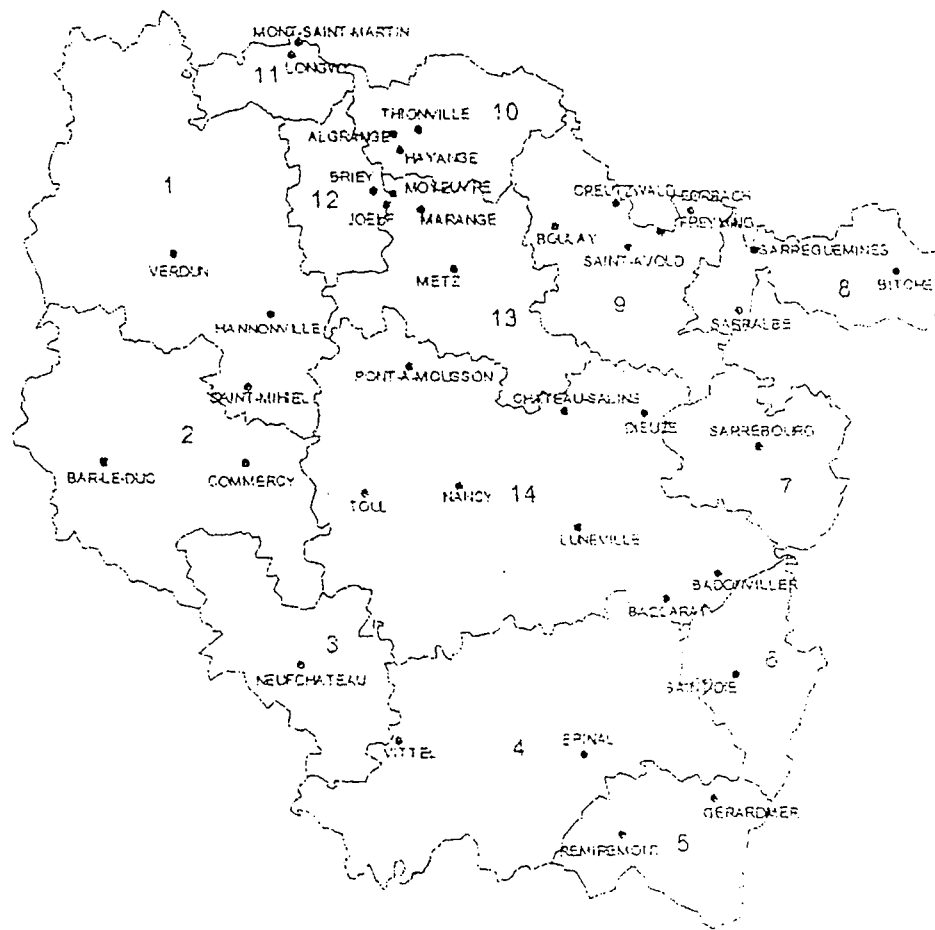 MONT-SAINT-MARTIN
LONGWY
11
10
THIONVILLE
ALGRANGE
HAYANGE
1
BRIEY
12
MOYEUVRE
JOEUF
MARANGE
CREUTZWALD
FORBACH
FREYMING
BOULAY
SAINT-AVOLD
SARREGUEMINES
VERDUN
METZ
8
BITCHE
HANNONVILLE
13
9
SARRALBE
PONT-A-MOUSSON
SAINT-MIHIEL
CHATEAU-SALINS
DIEUZE
SARREBOURG
2
BAR-LE-DUC
COMMERCY
7
TOUL
NANCY
14
LUNEVILLE
BADONVILLER
BACCARAT
3
NEUFCHATEAU
6
SAINT-DIE
VITTEL
4
EPINAL
GERARDMER
REMIREMONT
5